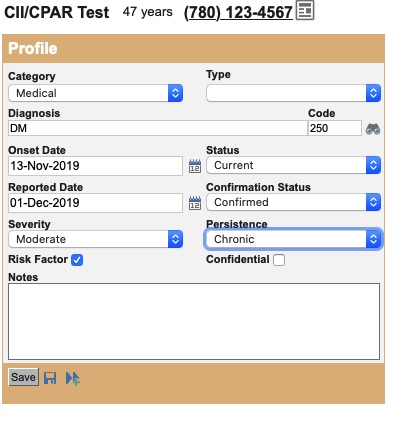 CII/CPAR Test 47 years (780) 123-4567
Profile
Category Type
Medical
Diagnosis Code
DM 250
Onset Date Status
13-Nov-2019 12 Current
Reported Date Confirmation Status
01-Dec-2019 12 Confirmed
Severity Persistence
Moderate Chronic
Risk Factor Confidential
Notes
Save